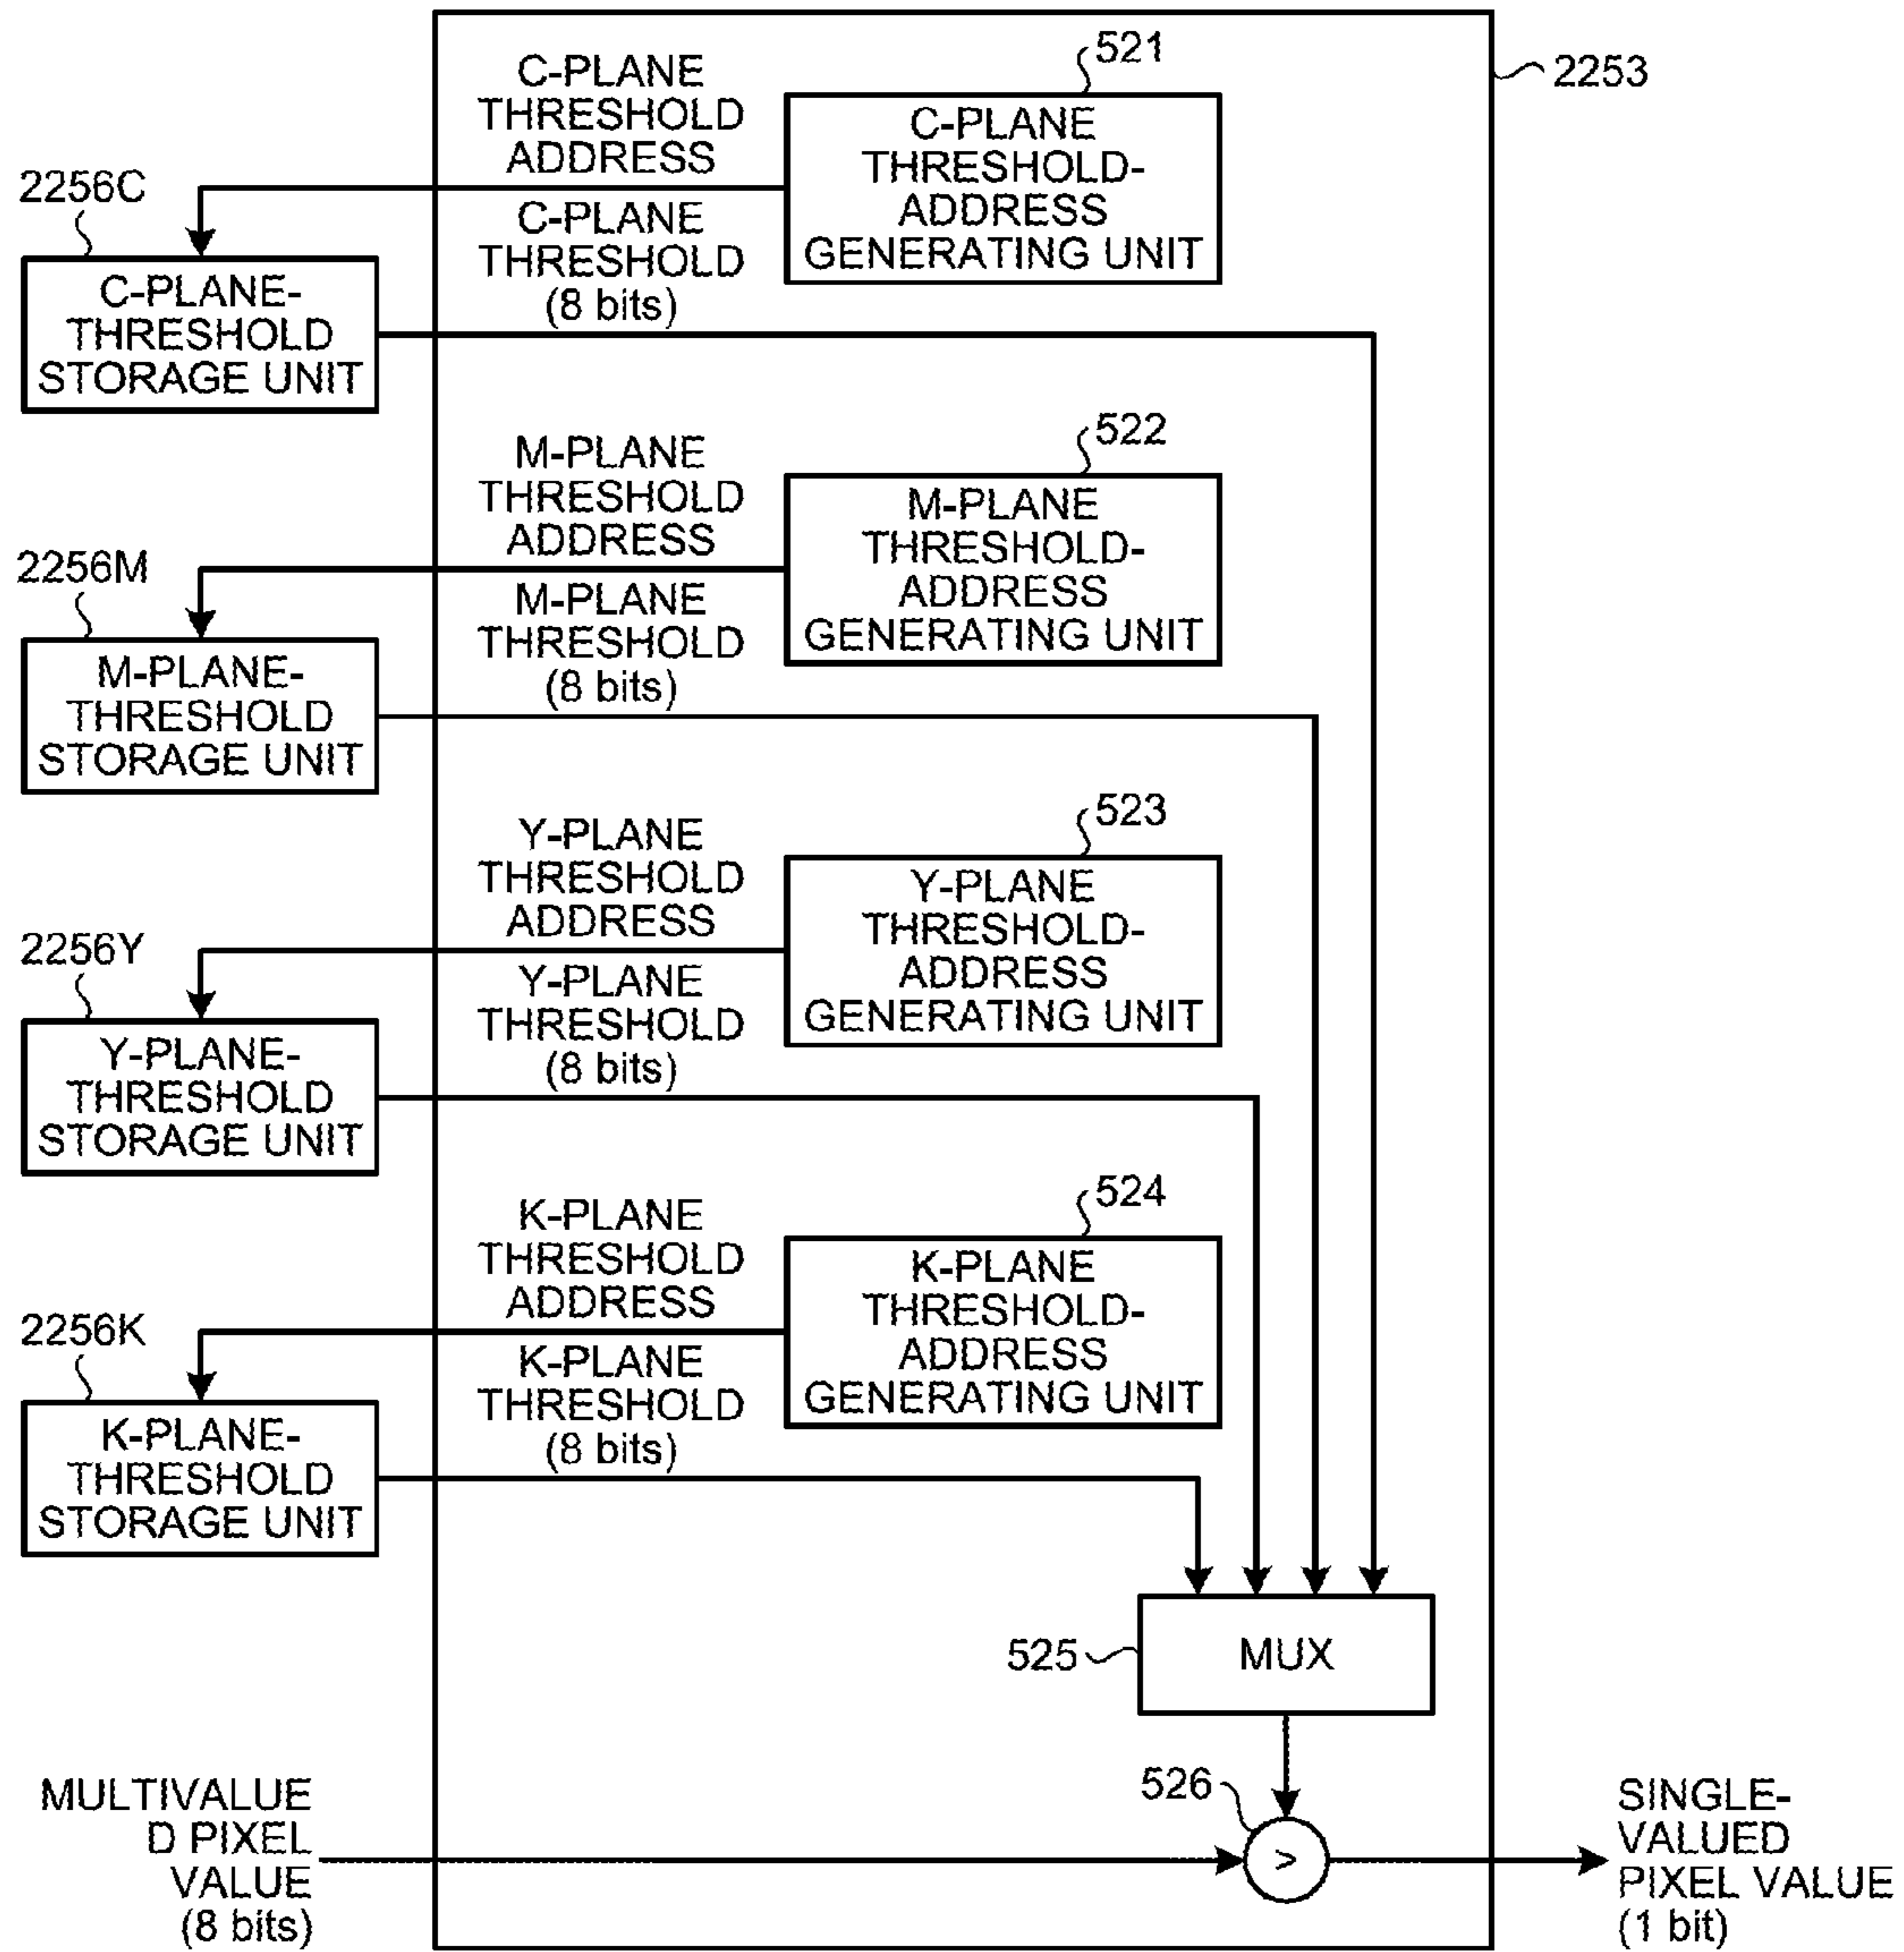 2253
521
C-PLANE
THRESHOLD
ADDRESS
C-PLANE
THRESHOLD-
ADDRESS
GENERATING UNIT
2256C
C-PLANE
THRESHOLD
(8 bits)
C-PLANE-
THRESHOLD
STORAGE UNIT
522
M-PLANE
THRESHOLD
ADDRESS
M-PLANE
THRESHOLD-
ADDRESS
GENERATING UNIT
2256M
M-PLANE
THRESHOLD
(8 bits)
M-PLANE-
THRESHOLD
STORAGE UNIT
523
Y-PLANE
THRESHOLD
ADDRESS
Y-PLANE
THRESHOLD-
ADDRESS
GENERATING UNIT
2256Y
Y-PLANE
THRESHOLD
(8 bits)
Y-PLANE-
THRESHOLD
STORAGE UNIT
524
K-PLANE
THRESHOLD
ADDRESS
K-PLANE
THRESHOLD-
ADDRESS
GENERATING UNIT
2256K
K-PLANE
THRESHOLD
(8 bits)
K-PLANE-
THRESHOLD
STORAGE UNIT
525
MUX
526
>
MULTIVALUE
D PIXEL
VALUE
(8 bits)
SINGLE-
VALUED
PIXEL VALUE
(1 bit)